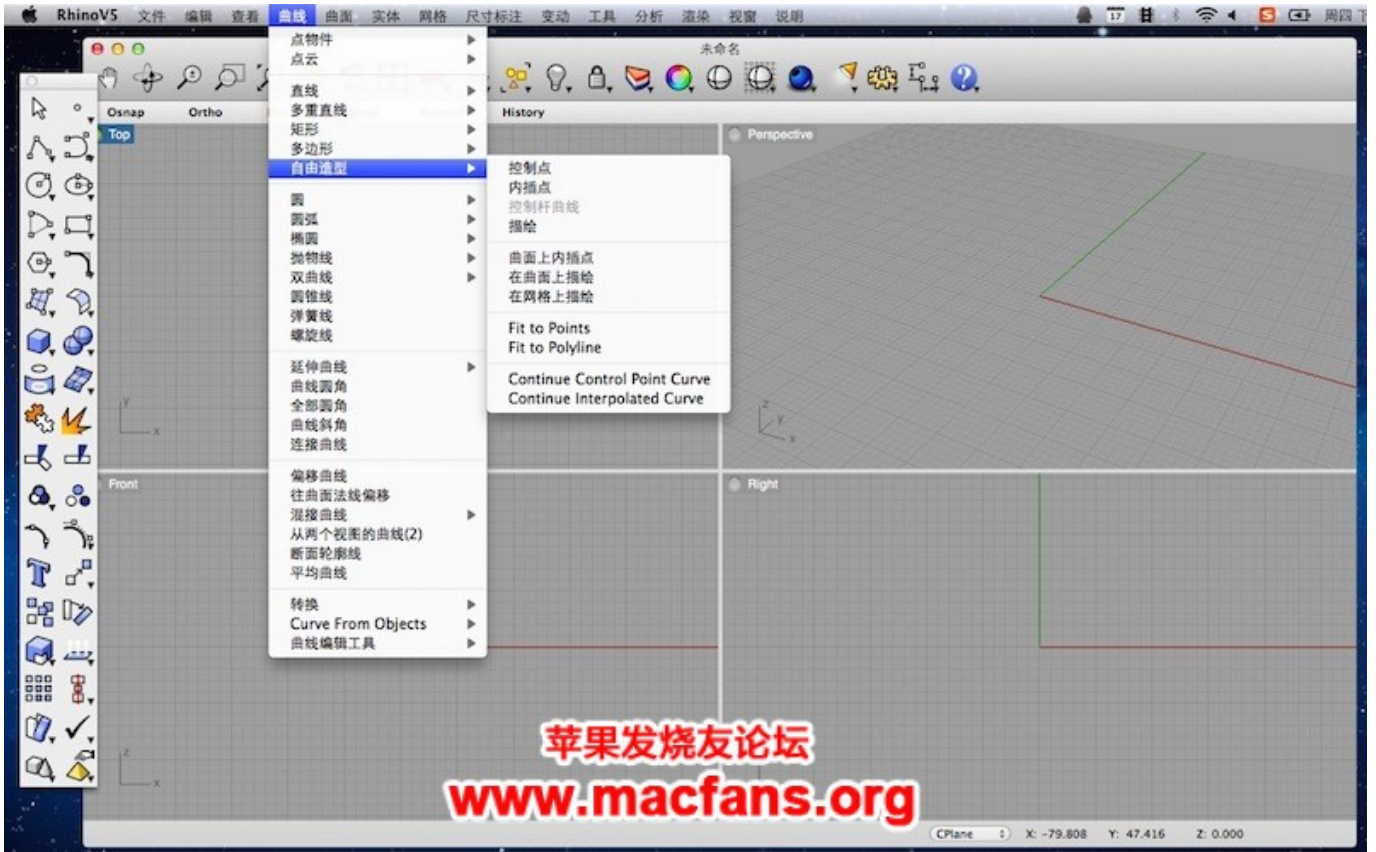 RhinoV5 文件 编辑 查看 曲线 曲面 实体 网格 尺寸标注 变动 工具 分析 渲染 视窗 说明 17 周四
未命名
Osnap Ortho History
Top
Perspective
点物件
点云
直线
多重直线
矩形
多边形
自由造型
圆
圆弧
椭圆
抛物线
双曲线
圆锥线
弹簧线
螺旋线
延伸曲线
曲线圆角
全部圆角
曲线斜角
连接曲线
偏移曲线
往曲面法线偏移
混接曲线
从两个视图的曲线(2)
断面轮廓线
平均曲线
转换
Curve From Objects
曲线编辑工具
控制点
内插点
控制杆曲线
描绘
曲面上内插点
在曲面上描绘
在网格上描绘
Fit to Points
Fit to Polyline
Continue Control Point Curve
Continue Interpolated Curve
y
x
z
y
x
Front
Right
z
x
苹果发烧友论坛
www.macfans.org
CPlane X: -79.808 Y: 47.416 Z: 0.000